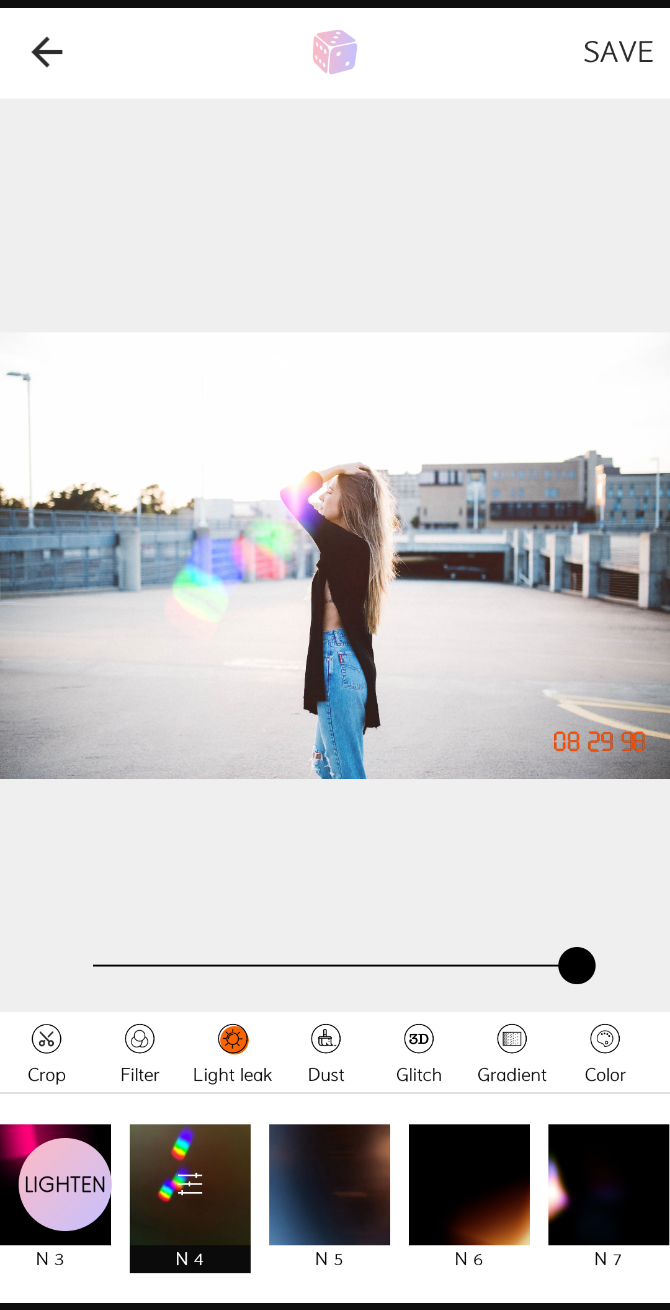 SAVE
08 29 98
Crop
Filter
Light leak
Dust
3D
Glitch
Gradient
Color
LIGHTEN
N 3
N 4
N 5
N 6
N 7